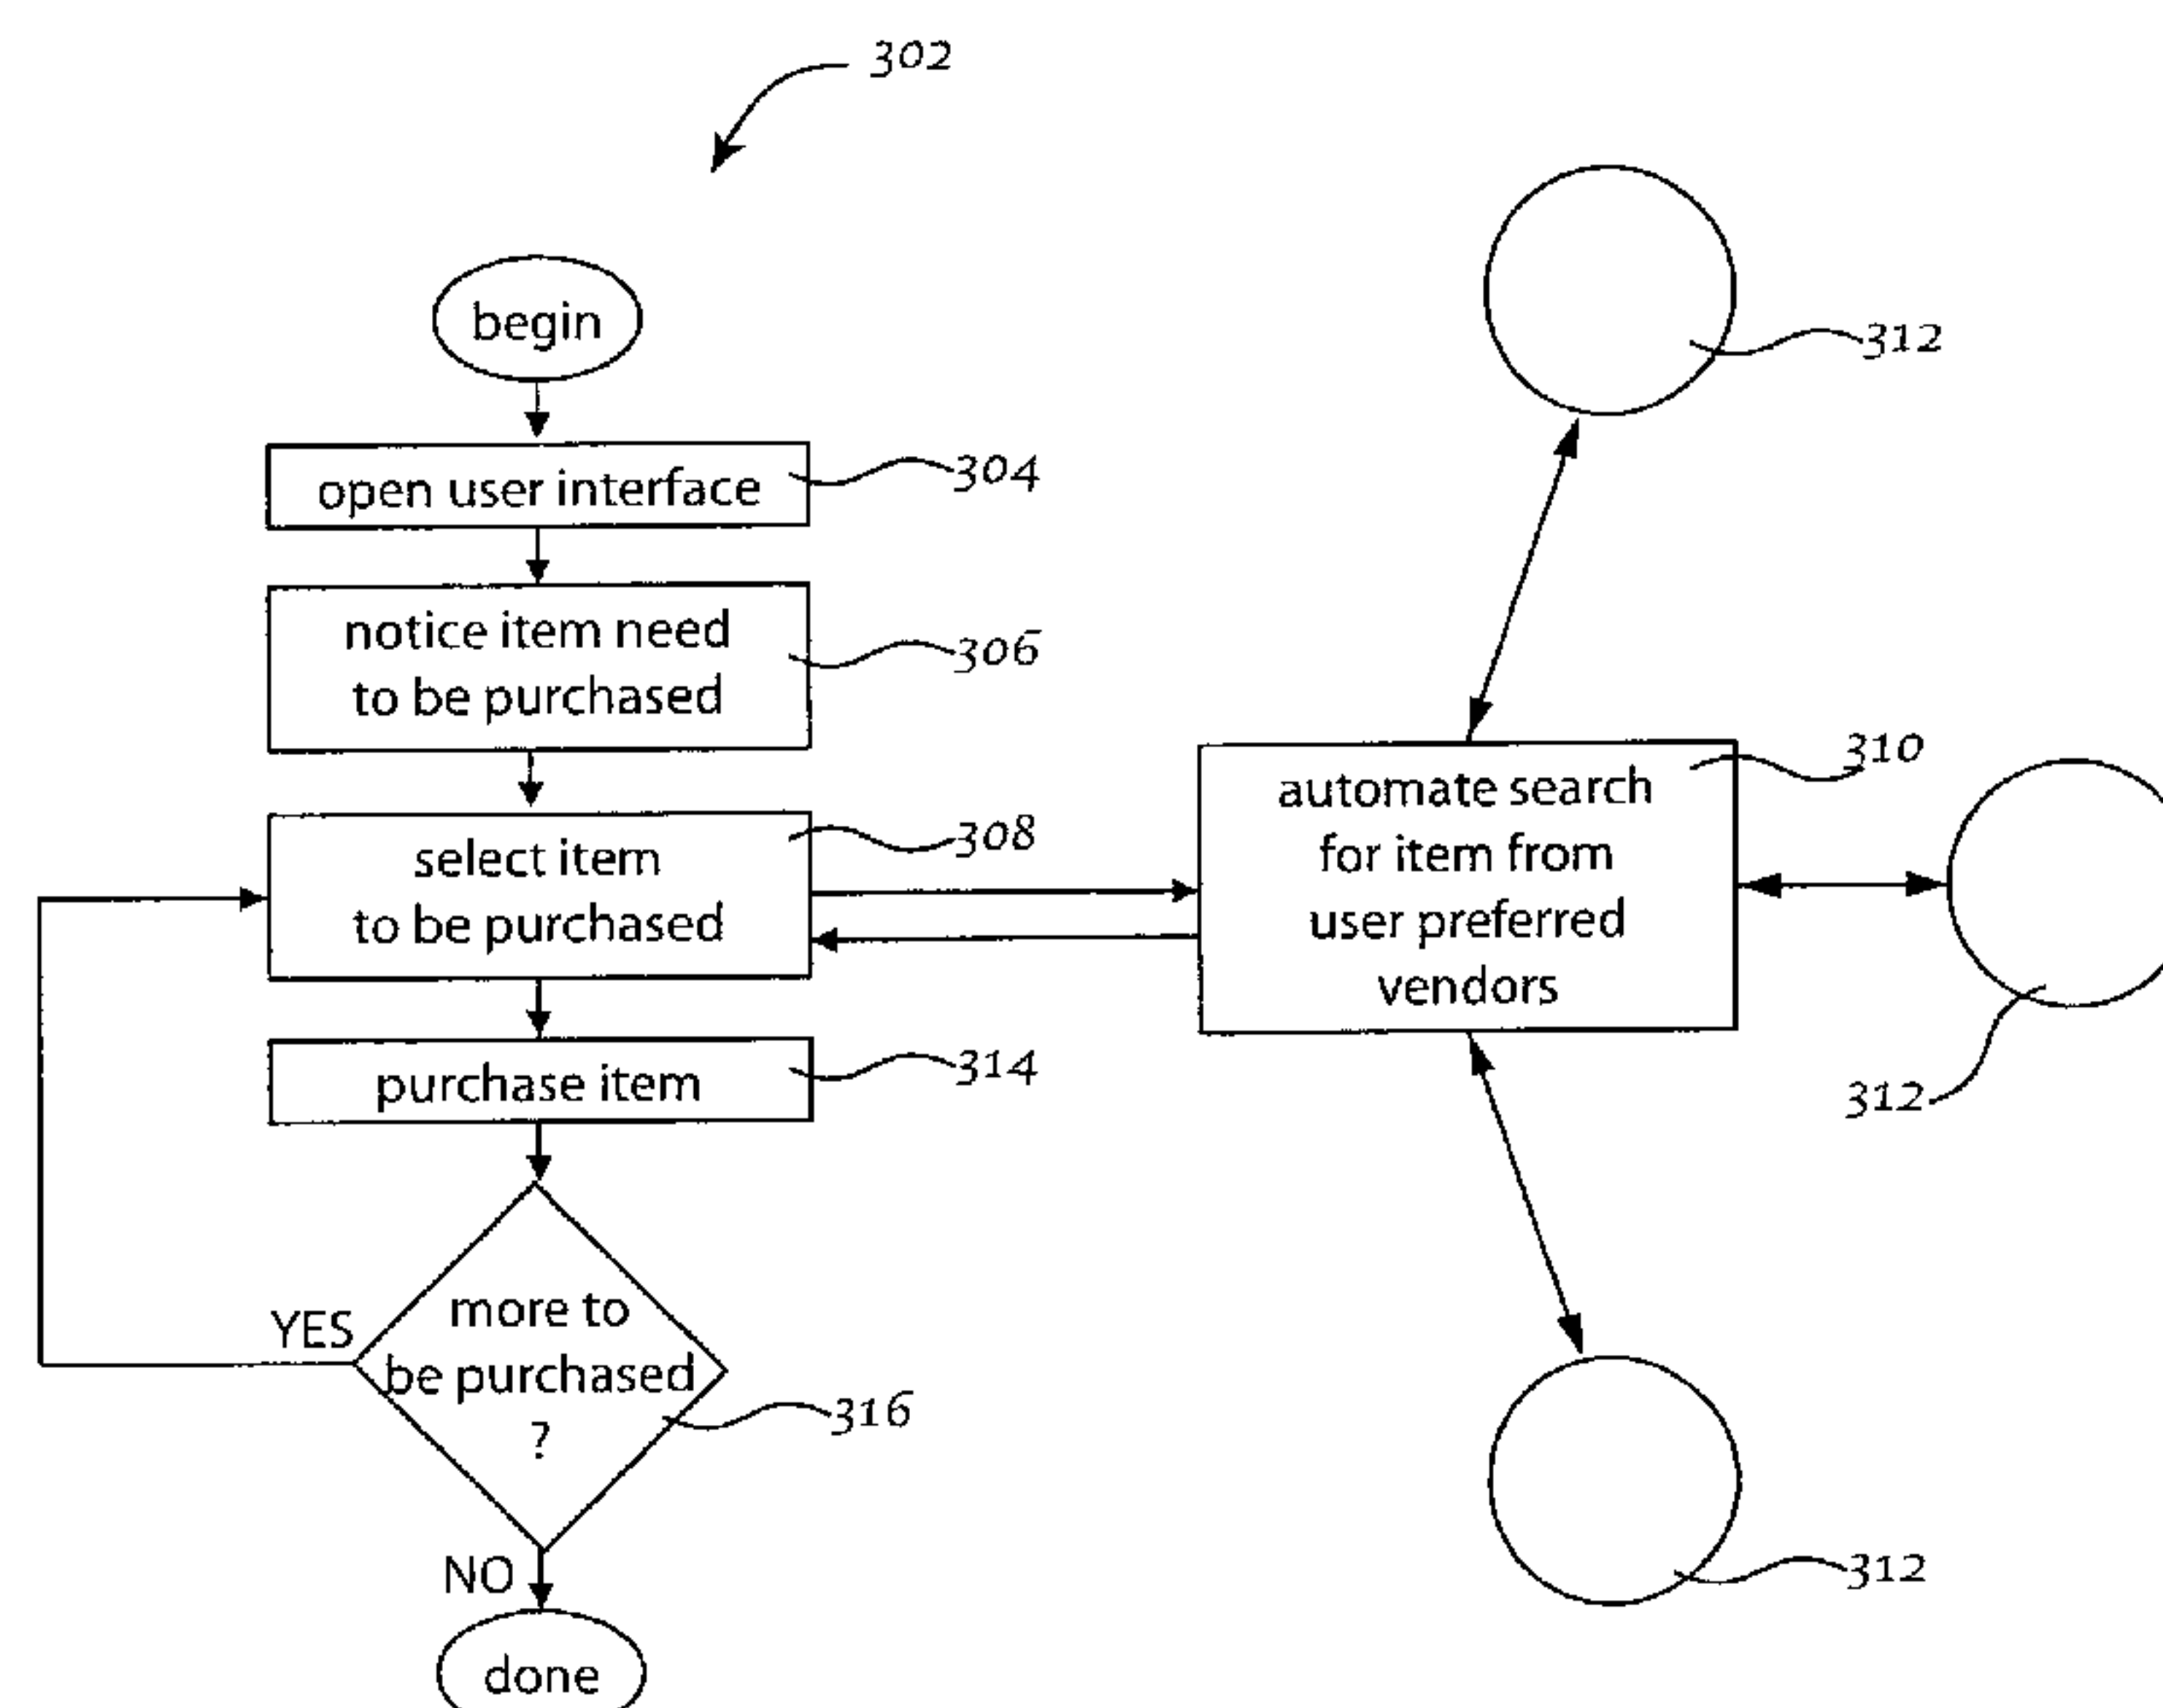 302
begin
312
open user interface
304
notice item need
to be purchased
306
select item
to be purchased
308
automate search
for item from
user preferred
vendors
310
312
purchase item
314
more to
be purchased
?
YES
316
NO
312
done